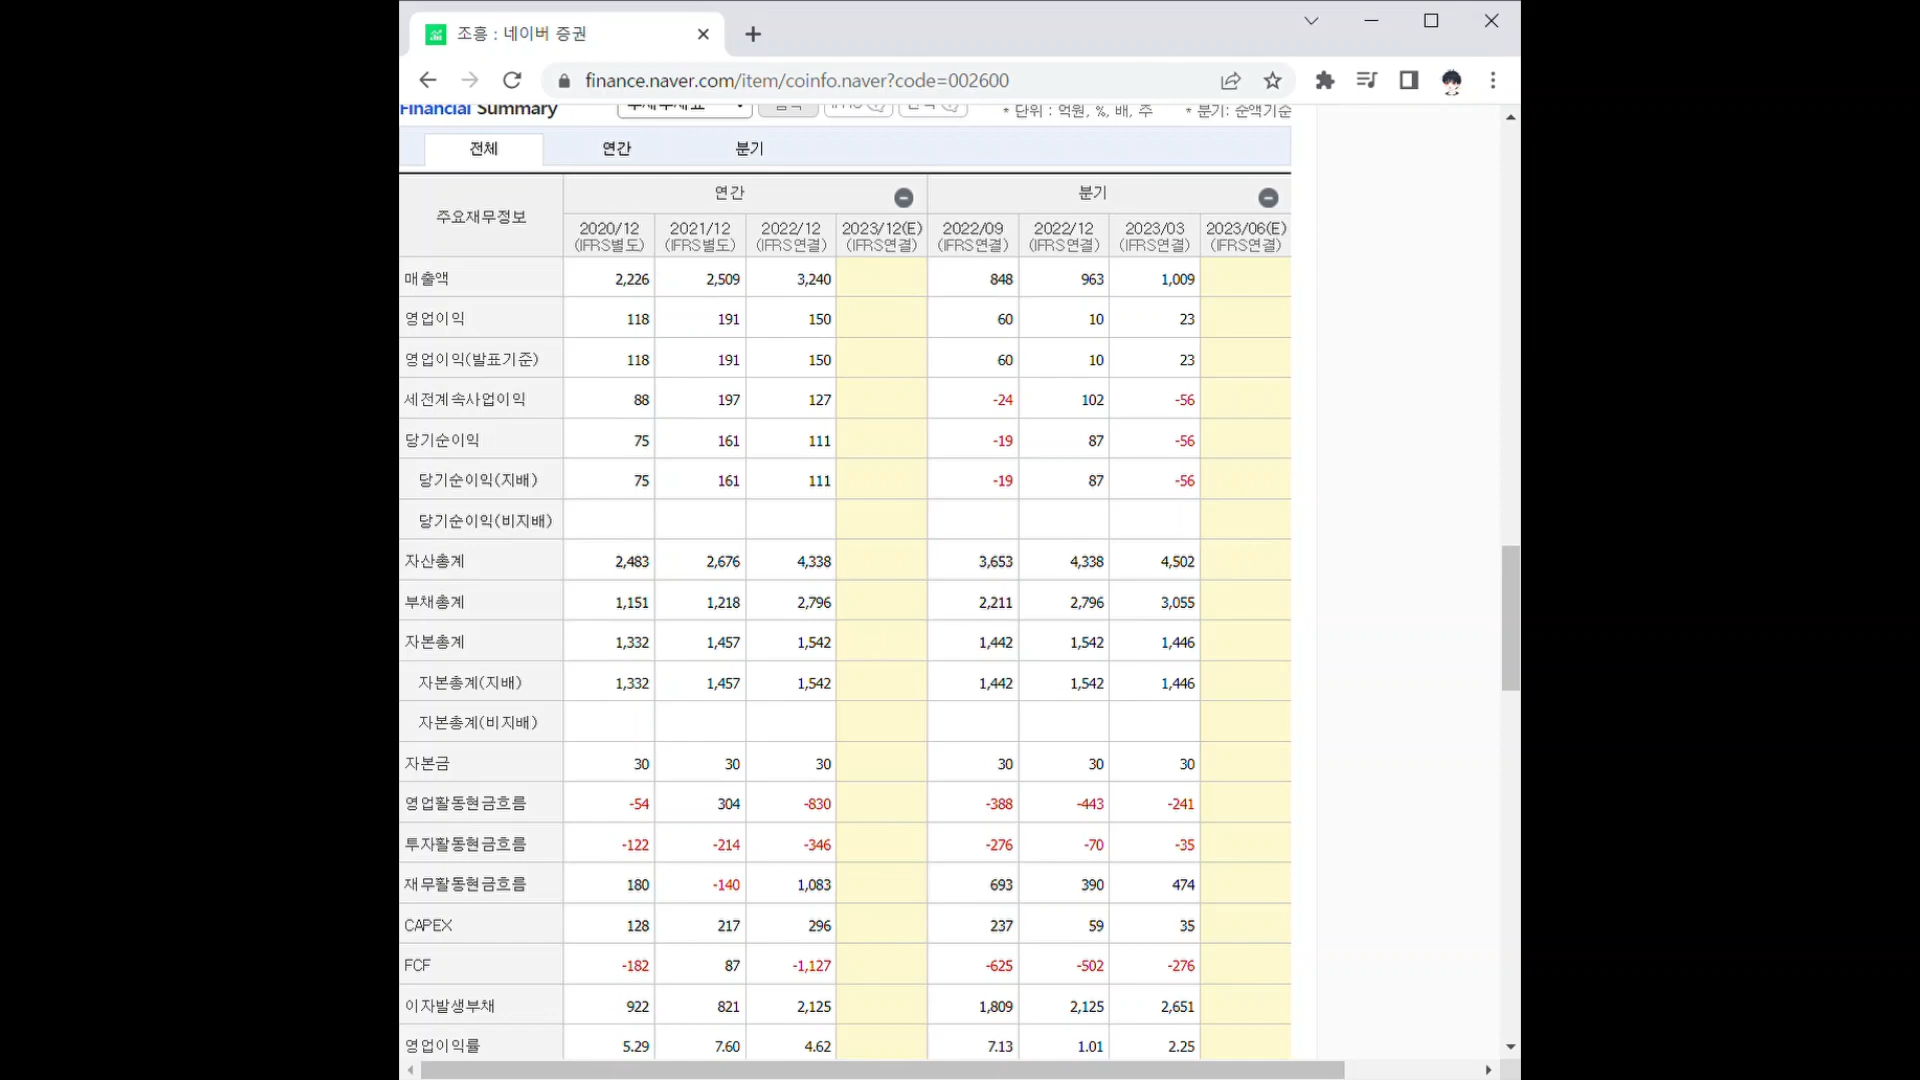 조흥 : 네이버 증권
finance.naver.com/item/coinfo.naver?code=002600
Financial Summary * 단위 : 억원, %, 배, 주 * 분기: 순액기준
전체 연간 분기
주요재무정보 연간 분기
2020/12 2021/12 2022/12 2023/12(E) 2022/09 2022/12 2023/03 2023/06(E)
(IFRS별도) (IFRS별도) (IFRS연결) (IFRS연결) (IFRS연결) (IFRS연결) (IFRS연결) (IFRS연결)
매출액 2,226 2,509 3,240 848 963 1,009
영업이익 118 191 150 60 10 23
영업이익(발표기준) 118 191 150 60 10 23
세전계속사업이익 88 197 127 -24 102 -56
당기순이익 75 161 111 -19 87 -56
당기순이익(지배) 75 161 111 -19 87 -56
당기순이익(비지배)
자산총계 2,483 2,676 4,338 3,653 4,338 4,502
부채총계 1,151 1,218 2,796 2,211 2,796 3,055
자본총계 1,332 1,457 1,542 1,442 1,542 1,446
자본총계(지배) 1,332 1,457 1,542 1,442 1,542 1,446
자본총계(비지배)
자본금 30 30 30 30 30 30
영업활동현금흐름 -54 304 -830 -388 -443 -241
투자활동현금흐름 -122 -214 -346 -276 -70 -35
재무활동현금흐름 180 -140 1,083 693 390 474
CAPEX 128 217 296 237 59 35
FCF -182 87 -1,127 -625 -502 -276
이자발생부채 922 821 2,125 1,809 2,125 2,651
영업이익률 5.29 7.60 4.62 7.13 1.01 2.25